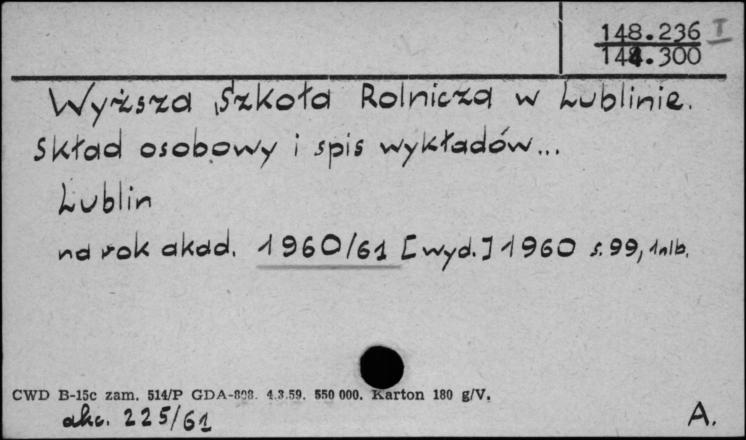 148.236 I
148.300
Wyższa Szkoła Rolnicza w Lublinie.
Skład osobowy i spis wykładów...
Lublin
na rok akad. 1960/61 [wyd.] 1960 s. 99, 1nlb.
CWD B-15c zam. 514/P GDA-808. 4.3.59. 550 000. Karton 180 g/V.
akc. 225/61
A.